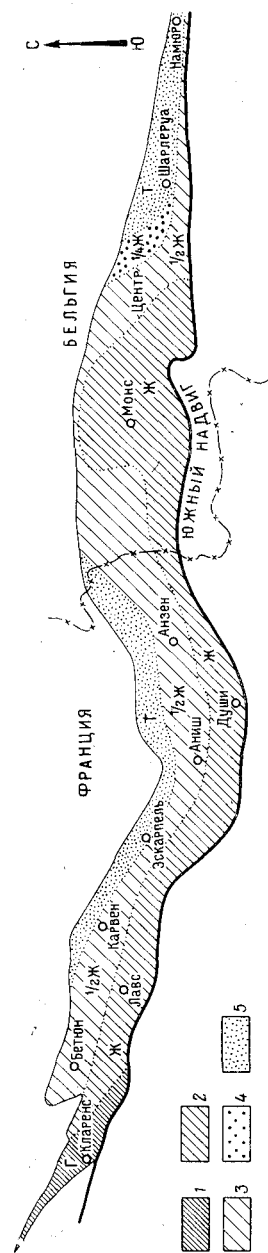 С
Ю
БЕЛЬГИЯ
ФРАНЦИЯ
ЮЖНЫЙ НАДВИГ
Г
Кларенс
Бетюн
1/2Ж
Ж
Лавс
Карвен
Эскарпель
Т
1/2Ж
Аниш
Души
Анзен
Ж
Монс
Ж
Центр
1/4Ж
1/2Ж
Т
Шарлеруа
Намюр
1
2
3
4
5